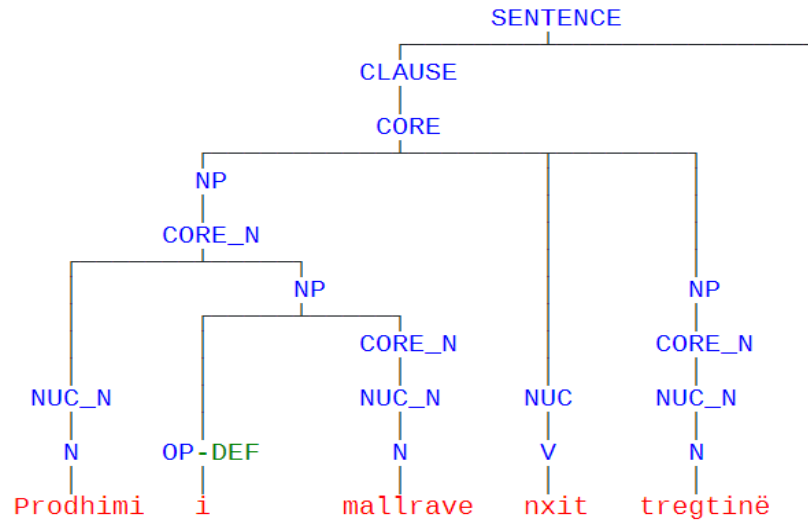 SENTENCE
CLAUSE
CORE
NP
CORE_N
NP NP
CORE_N CORE_N
NUC_N NUC_N NUC NUC_N
N OP-DEF N V N
Prodhimi i mallrave nxit tregtinë